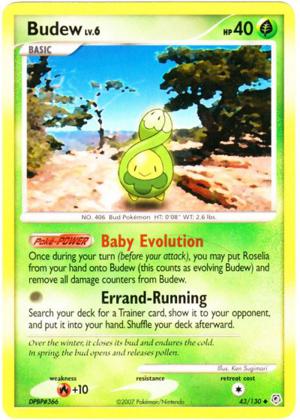 Budew LV.6
HP 40
BASIC
NO. 406 Bud Pokémon HT: 0'08" WT: 2.6 lbs.
Poké-POWER Baby Evolution
Once during your turn (before your attack), you may put Roselia
from your hand onto Budew (this counts as evolving Budew) and
remove all damage counters from Budew.
Errand-Running
Search your deck for a Trainer card, show it to your opponent,
and put it into your hand. Shuffle your deck afterward.
Over the winter, it closes its bud and endures the cold.
In spring, the bud opens and releases pollen.
Illus. Ken Sugimori
weakness resistance retreat cost
+10
DPBP#366 ©2007 Pokémon/Nintendo 43/130